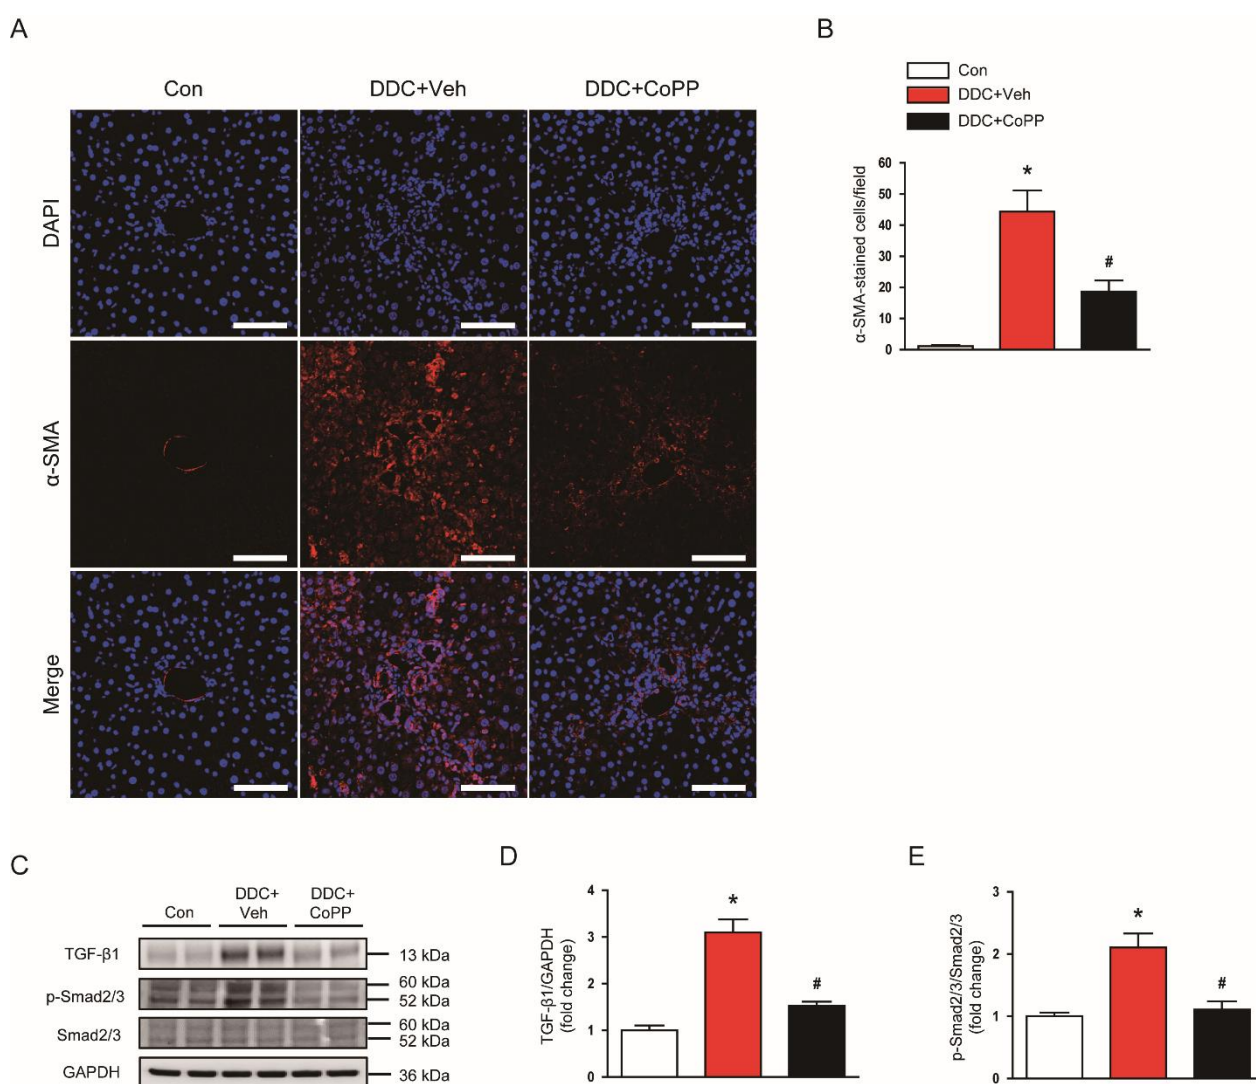 A
B
Con
DDC+Veh
DDC+CoPP
Con
DDC+Veh
DDC+CoPP
DAPI
α-SMA
Merge
α-SMA-stained cells/field
60
50
40
30
20
10
0
*
#
C
DDC+ DDC+
Con Veh CoPP
TGF-β1 13 kDa
p-Smad2/3 60 kDa
52 kDa
Smad2/3 60 kDa
52 kDa
GAPDH 36 kDa
D
TGF-β1/GAPDH
(fold change)
4
3
2
1
0
*
#
E
p-Smad2/3/Smad2/3
(fold change)
3
2
1
0
*
#